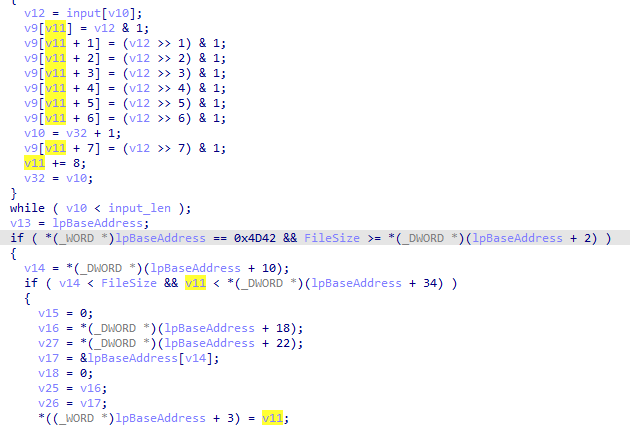 {
v12 = input[v10];
v9[v11] = v12 & 1;
v9[v11 + 1] = (v12 >> 1) & 1;
v9[v11 + 2] = (v12 >> 2) & 1;
v9[v11 + 3] = (v12 >> 3) & 1;
v9[v11 + 4] = (v12 >> 4) & 1;
v9[v11 + 5] = (v12 >> 5) & 1;
v9[v11 + 6] = (v12 >> 6) & 1;
v10 = v32 + 1;
v9[v11 + 7] = (v12 >> 7) & 1;
v11 += 8;
v32 = v10;
}
while ( v10 < input_len );
v13 = lpBaseAddress;
if ( *(_WORD *)lpBaseAddress == 0x4D42 && FileSize >= *(_DWORD *)(lpBaseAddress + 2) )
{
v14 = *(_DWORD *)(lpBaseAddress + 10);
if ( v14 < FileSize && v11 < *(_DWORD *)(lpBaseAddress + 34) )
{
v15 = 0;
v16 = *(_DWORD *)(lpBaseAddress + 18);
v27 = *(_DWORD *)(lpBaseAddress + 22);
v17 = &lpBaseAddress[v14];
v18 = 0;
v25 = v16;
v26 = v17;
*((_WORD *)lpBaseAddress + 3) = v11;